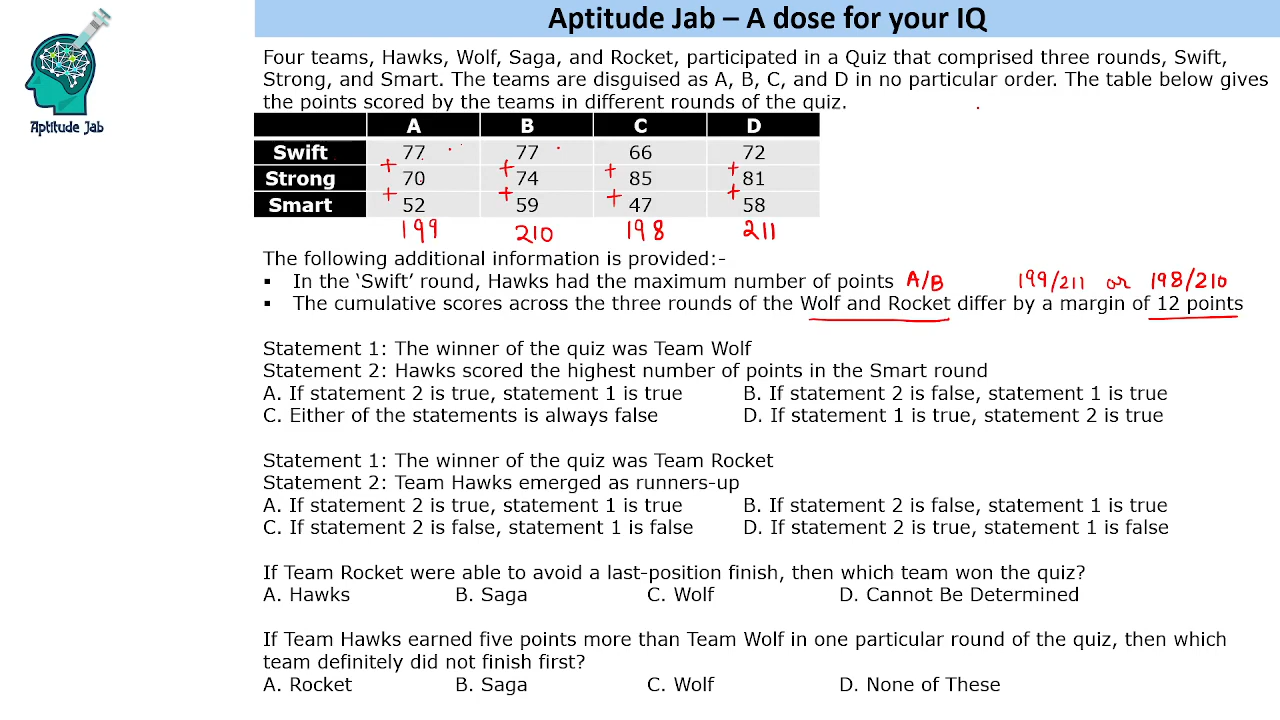 Aptitude Jab – A dose for your IQ
Aptitude Jab
Four teams, Hawks, Wolf, Saga, and Rocket, participated in a Quiz that comprised three rounds, Swift,
Strong, and Smart. The teams are disguised as A, B, C, and D in no particular order. The table below gives
the points scored by the teams in different rounds of the quiz.
A B C D
Swift 77 77 66 72
Strong + 70 + 74 + 85 + 81
Smart + 52 + 59 + 47 + 58
199 210 198 211
The following additional information is provided:-
▪ In the ‘Swift’ round, Hawks had the maximum number of points A/B 199/211 or 198/210
▪ The cumulative scores across the three rounds of the Wolf and Rocket differ by a margin of 12 points
Statement 1: The winner of the quiz was Team Wolf
Statement 2: Hawks scored the highest number of points in the Smart round
A. If statement 2 is true, statement 1 is true B. If statement 2 is false, statement 1 is true
C. Either of the statements is always false D. If statement 1 is true, statement 2 is true
Statement 1: The winner of the quiz was Team Rocket
Statement 2: Team Hawks emerged as runners-up
A. If statement 2 is true, statement 1 is true B. If statement 2 is false, statement 1 is true
C. If statement 2 is false, statement 1 is false D. If statement 2 is true, statement 1 is false
If Team Rocket were able to avoid a last-position finish, then which team won the quiz?
A. Hawks B. Saga C. Wolf D. Cannot Be Determined
If Team Hawks earned five points more than Team Wolf in one particular round of the quiz, then which
team definitely did not finish first?
A. Rocket B. Saga C. Wolf D. None of These